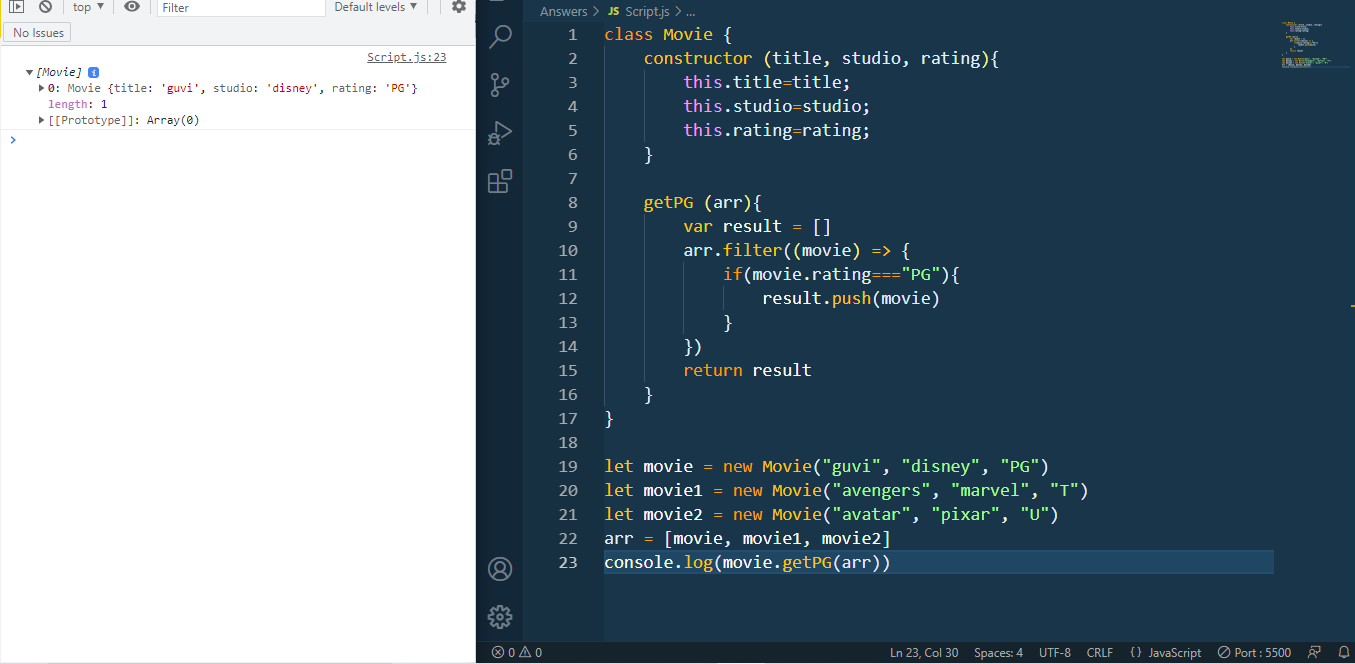 top ▼ Filter Default levels ▼
No Issues
Script.js:23
▼ [Movie] i
▶ 0: Movie {title: 'guvi', studio: 'disney', rating: 'PG'}
length: 1
▶ [[Prototype]]: Array(0)
>
Answers > JS Script.js > ...
1 class Movie {
2     constructor (title, studio, rating){
3         this.title=title;
4         this.studio=studio;
5         this.rating=rating;
6     }
7
8     getPG (arr){
9         var result = []
10         arr.filter((movie) => {
11             if(movie.rating==="PG"){
12                 result.push(movie)
13             }
14         })
15         return result
16     }
17 }
18
19 let movie = new Movie("guvi", "disney", "PG")
20 let movie1 = new Movie("avengers", "marvel", "T")
21 let movie2 = new Movie("avatar", "pixar", "U")
22 arr = [movie, movie1, movie2]
23 console.log(movie.getPG(arr))
0 0 Ln 23, Col 30 Spaces: 4 UTF-8 CRLF {} JavaScript Port : 5500